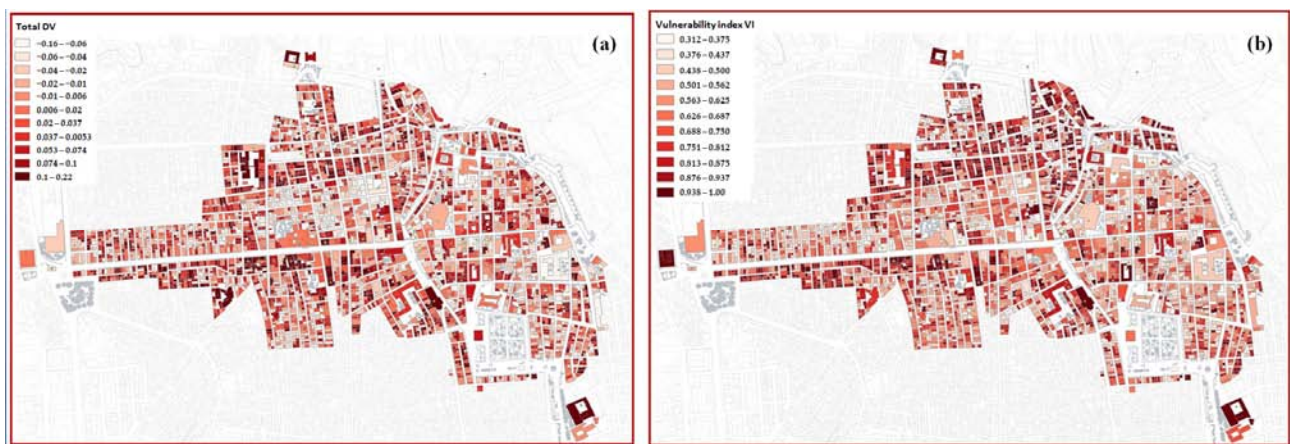 Total DV
(a)
−0.16 – −0.06
−0.06 – −0.04
−0.04 – −0.02
−0.02 – −0.01
−0.01 – 0.006
0.006 – 0.02
0.02 – 0.037
0.037 – 0.0053
0.053 – 0.074
0.074 – 0.1
0.1 – 0.22
Vulnerability index VI
(b)
0.312 – 0.375
0.376 – 0.437
0.438 – 0.500
0.501 – 0.562
0.563 – 0.625
0.626 – 0.687
0.688 – 0.750
0.751 – 0.812
0.813 – 0.875
0.876 – 0.937
0.938 – 1.00